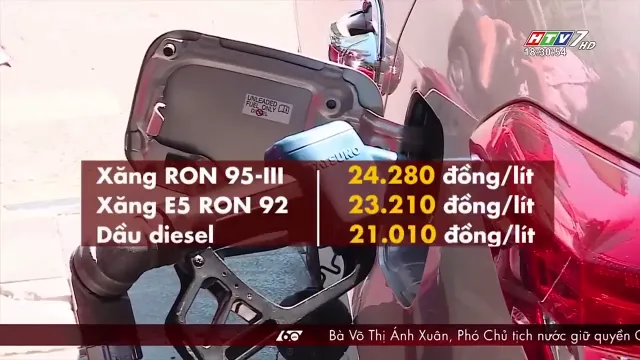 HTV7 HD
18:30:54
UNLEADED
FUEL ONLY
Xăng RON 95-III 24.280 đồng/lít
Xăng E5 RON 92 23.210 đồng/lít
Dầu diesel 21.010 đồng/lít
Bà Võ Thị Ánh Xuân, Phó Chủ tịch nước giữ quyền